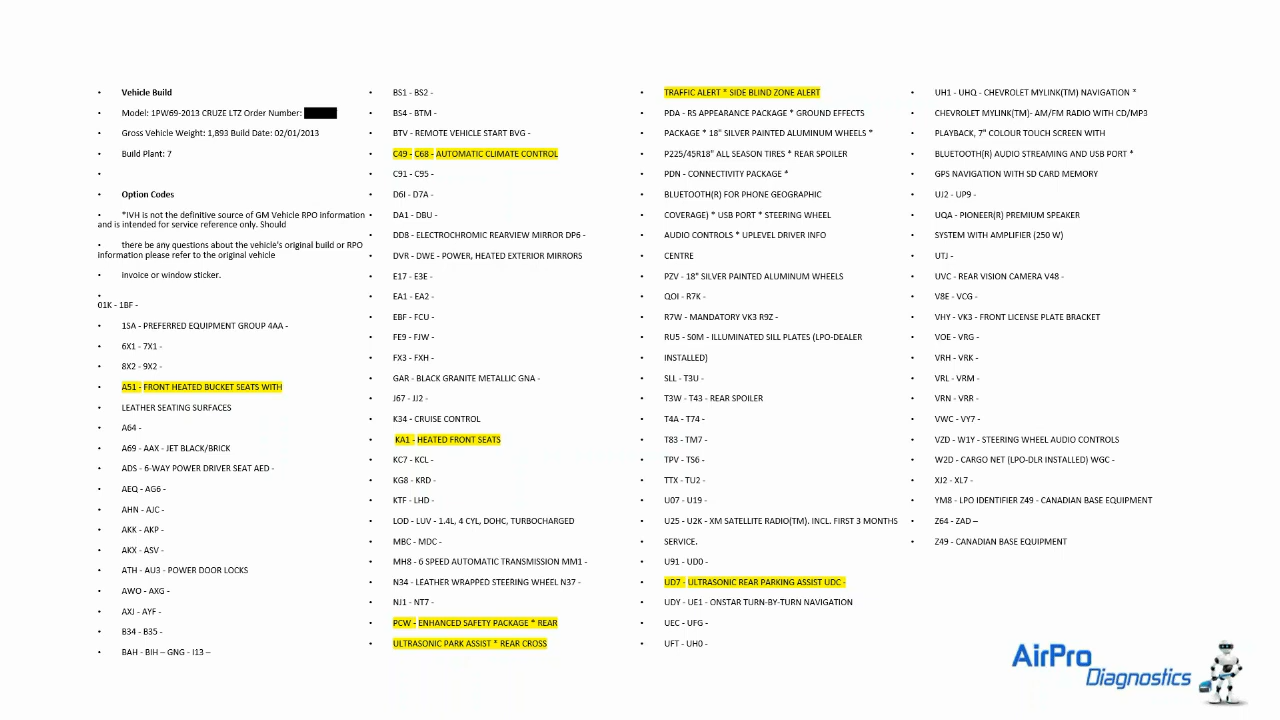 Vehicle Build
Model: 1PW69-2013 CRUZE LTZ Order Number:
Gross Vehicle Weight: 1,893 Build Date: 02/01/2013
Build Plant: 7
Option Codes
*IVH is not the definitive source of GM Vehicle RPO information
and is intended for service reference only. Should
there be any questions about the vehicle's original build or RPO
information please refer to the original vehicle
invoice or window sticker.
01K - 1BF -
1SA - PREFERRED EQUIPMENT GROUP 4AA -
6X1 - 7X1 -
8X2 - 9X2 -
A51 - FRONT HEATED BUCKET SEATS WITH
LEATHER SEATING SURFACES
A64 -
A69 - AAX - JET BLACK/BRICK
ADS - 6-WAY POWER DRIVER SEAT AED -
AEQ - AG6 -
AHN - AJC -
AKK - AKP -
AKX - ASV -
ATH - AU3 - POWER DOOR LOCKS
AWO - AXG -
AXJ - AYF -
B34 - B35 -
BAH - BIH – GNG - I13 –
BS1 - BS2 -
BS4 - BTM -
BTV - REMOTE VEHICLE START BVG -
C49 - C68 - AUTOMATIC CLIMATE CONTROL
C91 - C95 -
D6I - D7A -
DA1 - DBU -
DD8 - ELECTROCHROMIC REARVIEW MIRROR DP6 -
DVR - DWE - POWER, HEATED EXTERIOR MIRRORS
E17 - E3E -
EA1 - EA2 -
EBF - FCU -
FE9 - FJW -
FX3 - FXH -
GAR - BLACK GRANITE METALLIC GNA -
J67 - JJ2 -
K34 - CRUISE CONTROL
KA1 - HEATED FRONT SEATS
KC7 - KCL -
KG8 - KRD -
KTF - LHD -
LOD - LUV - 1.4L, 4 CYL, DOHC, TURBOCHARGED
MBC - MDC -
MH8 - 6 SPEED AUTOMATIC TRANSMISSION MM1 -
N34 - LEATHER WRAPPED STEERING WHEEL N37 -
NJ1 - NT7 -
PCW - ENHANCED SAFETY PACKAGE * REAR
ULTRASONIC PARK ASSIST * REAR CROSS
TRAFFIC ALERT * SIDE BLIND ZONE ALERT
PDA - RS APPEARANCE PACKAGE * GROUND EFFECTS
PACKAGE * 18" SILVER PAINTED ALUMINUM WHEELS *
P225/45R18" ALL SEASON TIRES * REAR SPOILER
PDN - CONNECTIVITY PACKAGE *
BLUETOOTH(R) FOR PHONE GEOGRAPHIC
COVERAGE) * USB PORT * STEERING WHEEL
AUDIO CONTROLS * UPLEVEL DRIVER INFO
CENTRE
PZV - 18" SILVER PAINTED ALUMINUM WHEELS
QOI - R7K -
R7W - MANDATORY VK3 R9Z -
RU5 - S0M - ILLUMINATED SILL PLATES (LPO-DEALER
INSTALLED)
SLL - T3U -
T3W - T43 - REAR SPOILER
T4A - T74 -
T83 - TM7 -
TPV - TS6 -
TTX - TU2 -
U07 - U19 -
U25 - U2K - XM SATELLITE RADIO(TM). INCL. FIRST 3 MONTHS
SERVICE.
U91 - UD0 -
UD7 - ULTRASONIC REAR PARKING ASSIST UDC -
UDY - UE1 - ONSTAR TURN-BY-TURN NAVIGATION
UEC - UFG -
UFT - UH0 -
UH1 - UHQ - CHEVROLET MYLINK(TM) NAVIGATION *
CHEVROLET MYLINK(TM)- AM/FM RADIO WITH CD/MP3
PLAYBACK, 7" COLOUR TOUCH SCREEN WITH
BLUETOOTH(R) AUDIO STREAMING AND USB PORT *
GPS NAVIGATION WITH SD CARD MEMORY
UJ2 - UP9 -
UQA - PIONEER(R) PREMIUM SPEAKER
SYSTEM WITH AMPLIFIER (250 W)
UTJ -
UVC - REAR VISION CAMERA V48 -
V8E - VCG -
VHY - VK3 - FRONT LICENSE PLATE BRACKET
VOE - VRG -
VRH - VRK -
VRL - VRM -
VRN - VRR -
VWC - VY7 -
VZD - W1Y - STEERING WHEEL AUDIO CONTROLS
W2D - CARGO NET (LPO-DLR INSTALLED) WGC -
XJ2 - XL7 -
YM8 - LPO IDENTIFIER Z49 - CANADIAN BASE EQUIPMENT
Z64 - ZAD –
Z49 - CANADIAN BASE EQUIPMENT
AirPro
Diagnostics